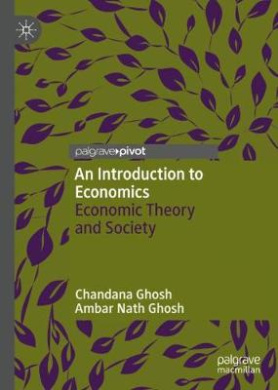 palgrave▸pivot
An Introduction to
Economics
Economic Theory
and Society
Chandana Ghosh
Ambar Nath Ghosh
palgrave
macmillan